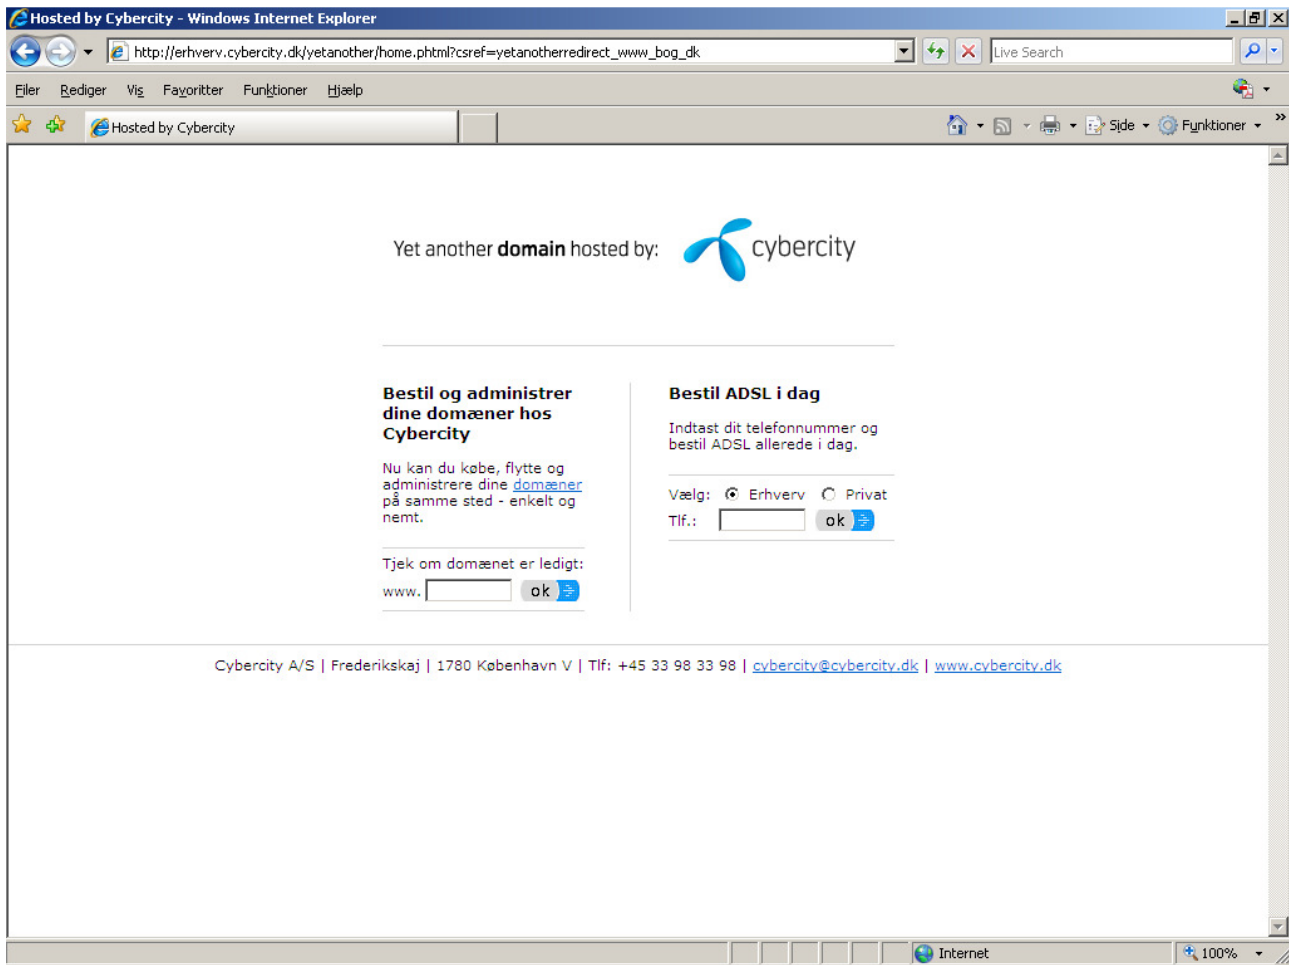 Hosted by Cybercity - Windows Internet Explorer
http://erhverv.cybercity.dk/yetanother/home.phtml?csref=yetanotherredirect_www_bog_dk
Live Search
Filer Rediger Vis Favoritter Funktioner Hjælp
Hosted by Cybercity
Side Funktioner »
Yet another domain hosted by: cybercity
Bestil og administrer
dine domæner hos
Cybercity
Nu kan du købe, flytte og
administrere dine domæner
på samme sted - enkelt og
nemt.
Tjek om domænet er ledigt:
www. ok
Bestil ADSL i dag
Indtast dit telefonnummer og
bestil ADSL allerede i dag.
Vælg: Erhverv Privat
Tlf.: ok
Cybercity A/S | Frederikskaj | 1780 København V | Tlf: +45 33 98 33 98 | cybercity@cybercity.dk | www.cybercity.dk
Internet
100%